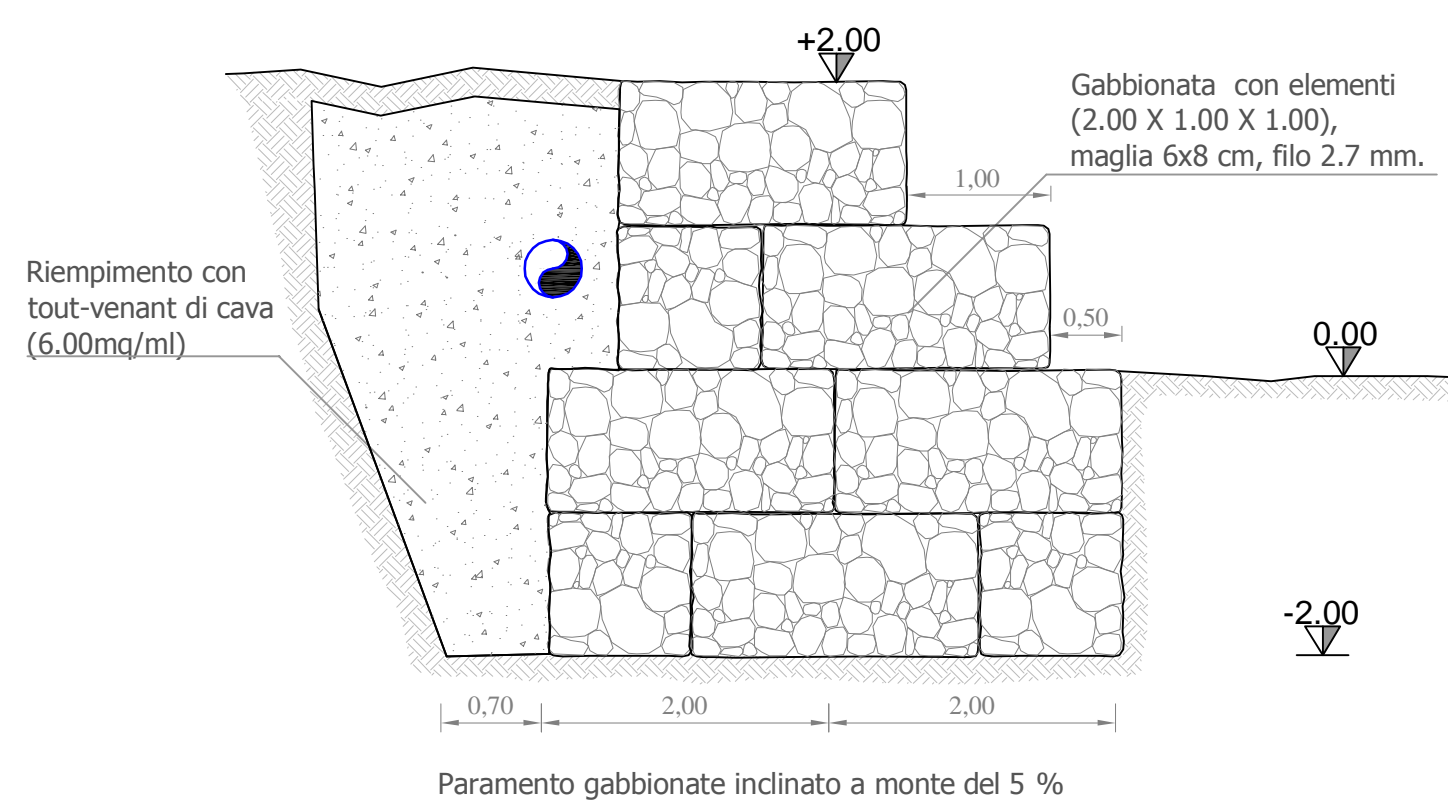 +2.00
Gabbionata con elementi
(2.00 X 1.00 X 1.00),
maglia 6x8 cm, filo 2.7 mm.
1,00
Riempimento con
tout-venant di cava
(6.00mq/ml)
0,50
0.00
-2.00
0,70 2,00 2,00
Paramento gabbionate inclinato a monte del 5 %